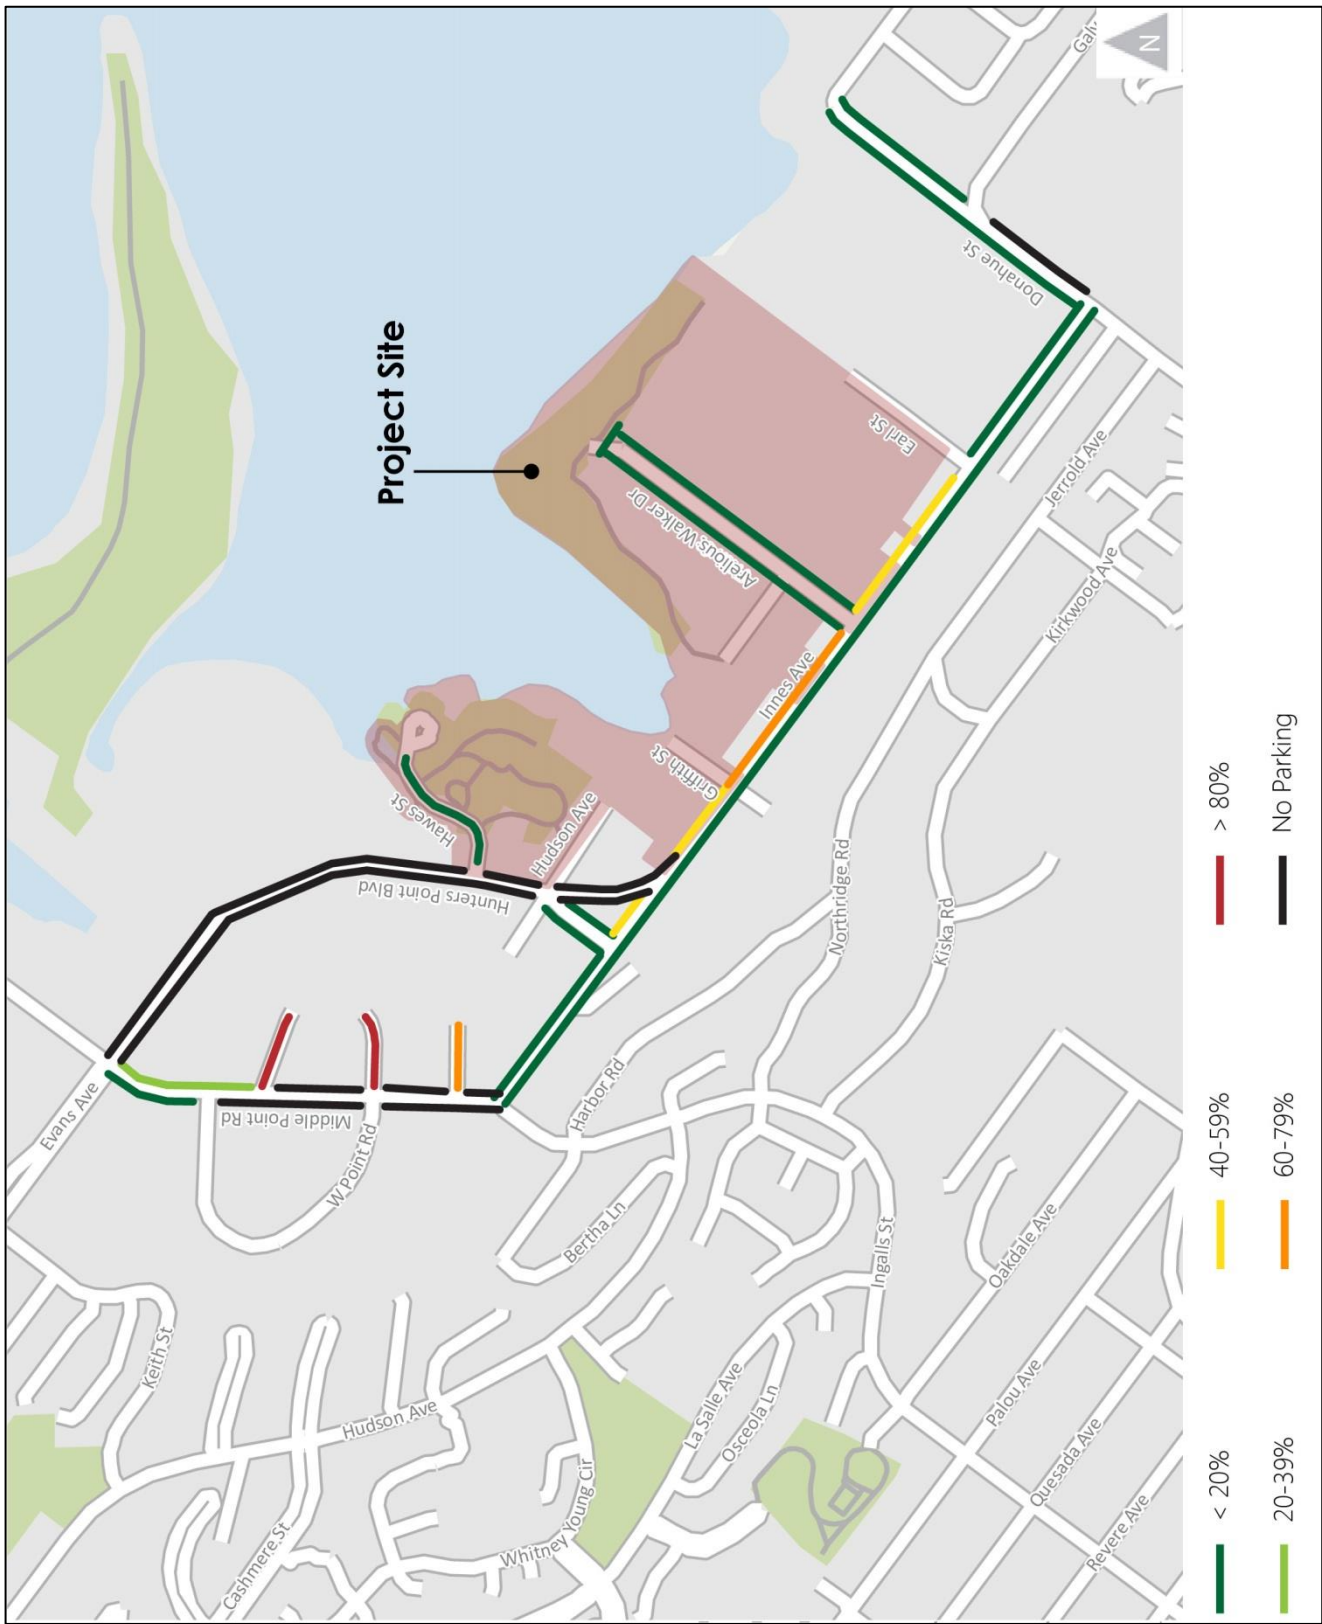 Project Site
N
Gal
Donahue St
Earl St
Arelious Walker Dr
Innes Ave
Griffith St
Hudson Ave
Hawes St
Hunters Point Blvd
Evans Ave
Middle Point Rd
W Point Rd
Harbor Rd
Northridge Rd
Kiska Rd
Jerrold Ave
Kirkwood Ave
Bertha Ln
Ingalls St
Oakdale Ave
Keith St
Hudson Ave
La Salle Ave
Osceola Ln
Palou Ave
Quesada Ave
Revere Ave
Whitney Young Cir
Cashmere St
< 20%
40-59%
> 80%
20-39%
60-79%
No Parking